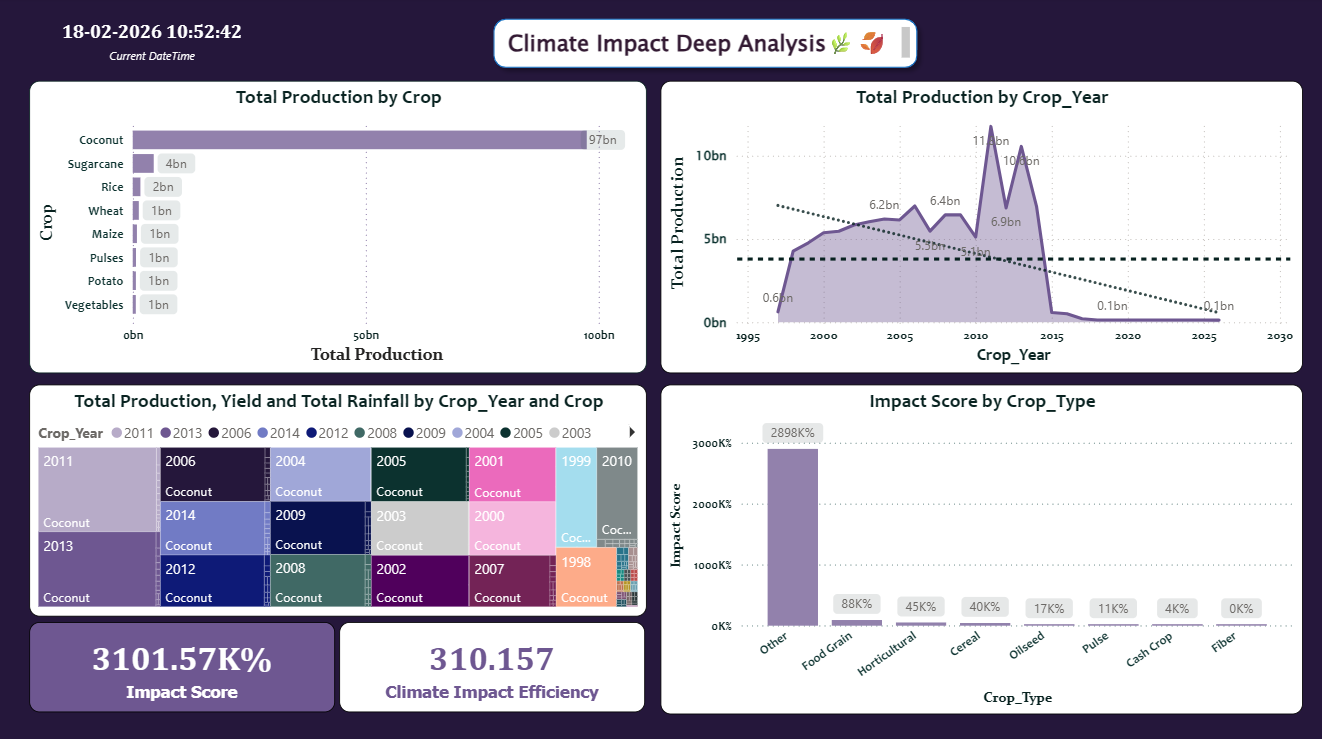 18-02-2026 10:52:42
Current DateTime
Climate Impact Deep Analysis🌿 🍂
Total Production by Crop
Crop
Coconut 97bn
Sugarcane 4bn
Rice 2bn
Wheat 1bn
Maize 1bn
Pulses 1bn
Potato 1bn
Vegetables 1bn
0bn 50bn 100bn
Total Production
Total Production by Crop_Year
Total Production
10bn
5bn
0bn
0.6bn
6.2bn
5.5bn
6.4bn
5.1bn
6.9bn
0.1bn
0.1bn
1995 2000 2005 2010 2015 2020 2025 2030
Crop_Year
Total Production, Yield and Total Rainfall by Crop_Year and Crop
Crop_Year 2011 2013 2006 2014 2012 2008 2009 2004 2005 2003
2011
Coconut
2013
Coconut
2006
Coconut
2014
Coconut
2012
Coconut
2004
Coconut
2009
Coconut
2008
Coconut
2005
Coconut
2003
Coconut
2002
Coconut
2001
Coconut
2000
Coconut
2007
Coconut
1999
Coc...
1998
Coconut
2010
Coc...
3101.57K%
Impact Score
310.157
Climate Impact Efficiency
Impact Score by Crop_Type
Impact Score
3000K%
2000K%
1000K%
0K%
2898K% 88K% 45K% 40K% 17K% 11K% 4K% 0K%
Other Food Grain Horticultural Cereal Oilseed Pulse Cash Crop Fiber
Crop_Type